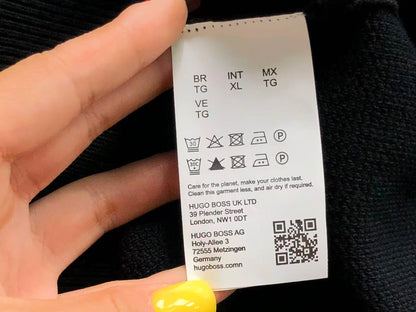 BR INT MX
TG XL TG
VE
TG
30 P
P
Care for the planet, make your clothes last.
Clean this garment less, and air dry if required.
HUGO BOSS UK LTD
39 Plender Street
London, NW1 0DT
HUGO BOSS AG
Holy-Allee 3
72555 Metzingen
Germany
hugoboss.comn